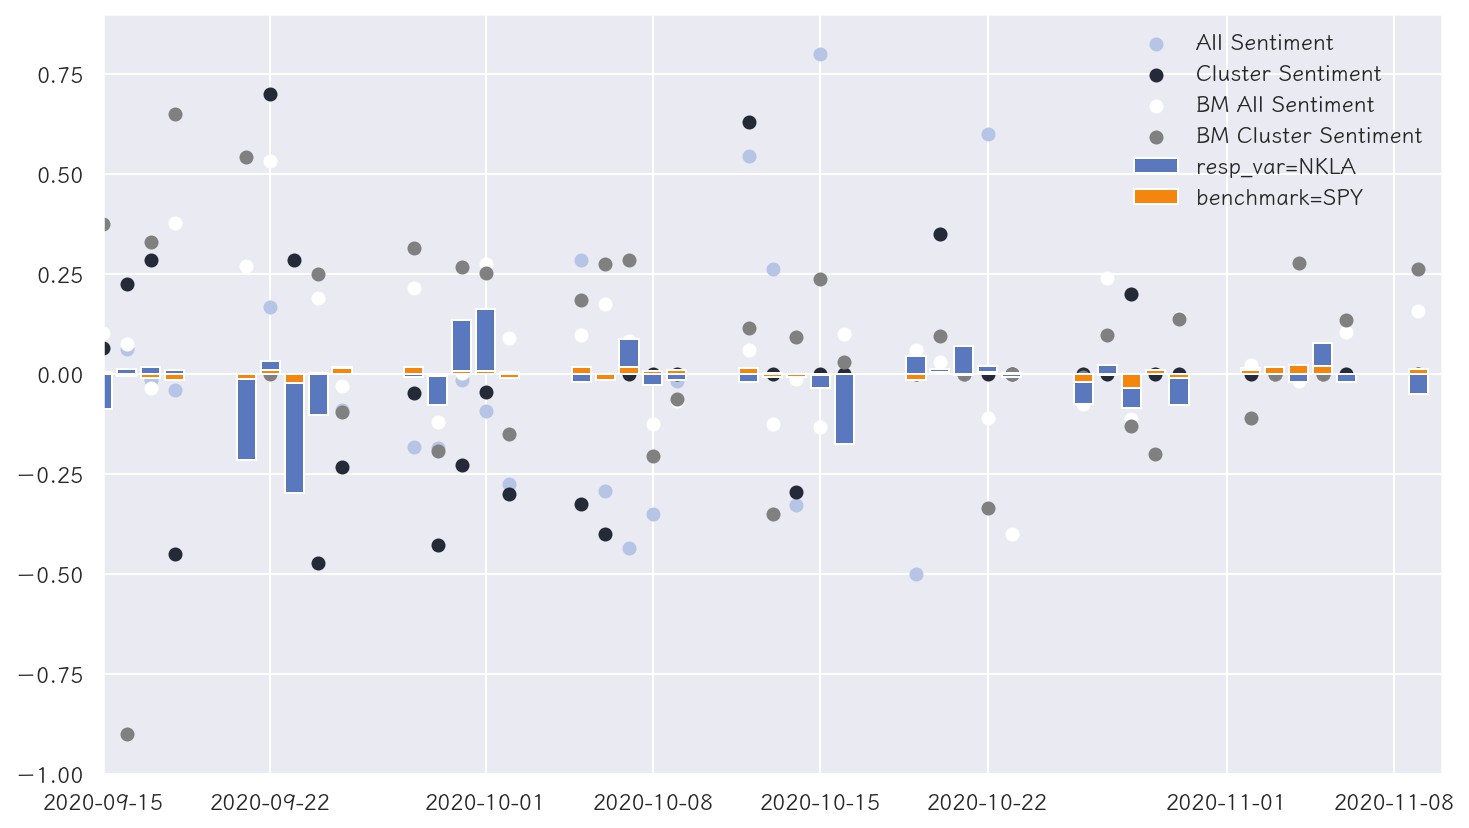 0.75
0.50
0.25
0.00
−0.25
−0.50
−0.75
−1.00
2020-09-15 2020-09-22 2020-10-01 2020-10-08 2020-10-15 2020-10-22 2020-11-01 2020-11-08
All Sentiment
Cluster Sentiment
BM All Sentiment
BM Cluster Sentiment
resp_var=NKLA
benchmark=SPY